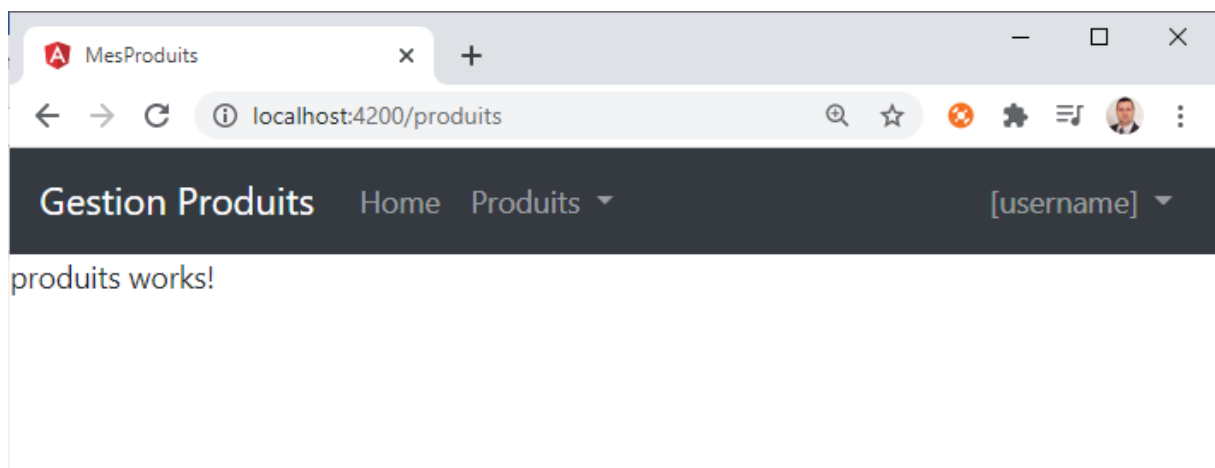 MesProduits
localhost:4200/produits
Gestion Produits Home Produits [username]
produits works!